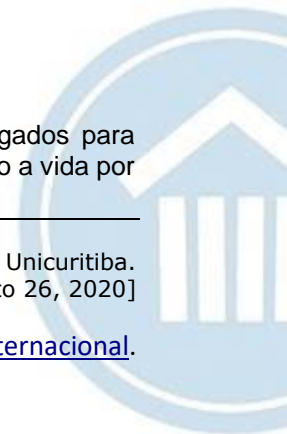 gados para
o a vida por
Unicuritiba.
to 26, 2020]
ternacional.